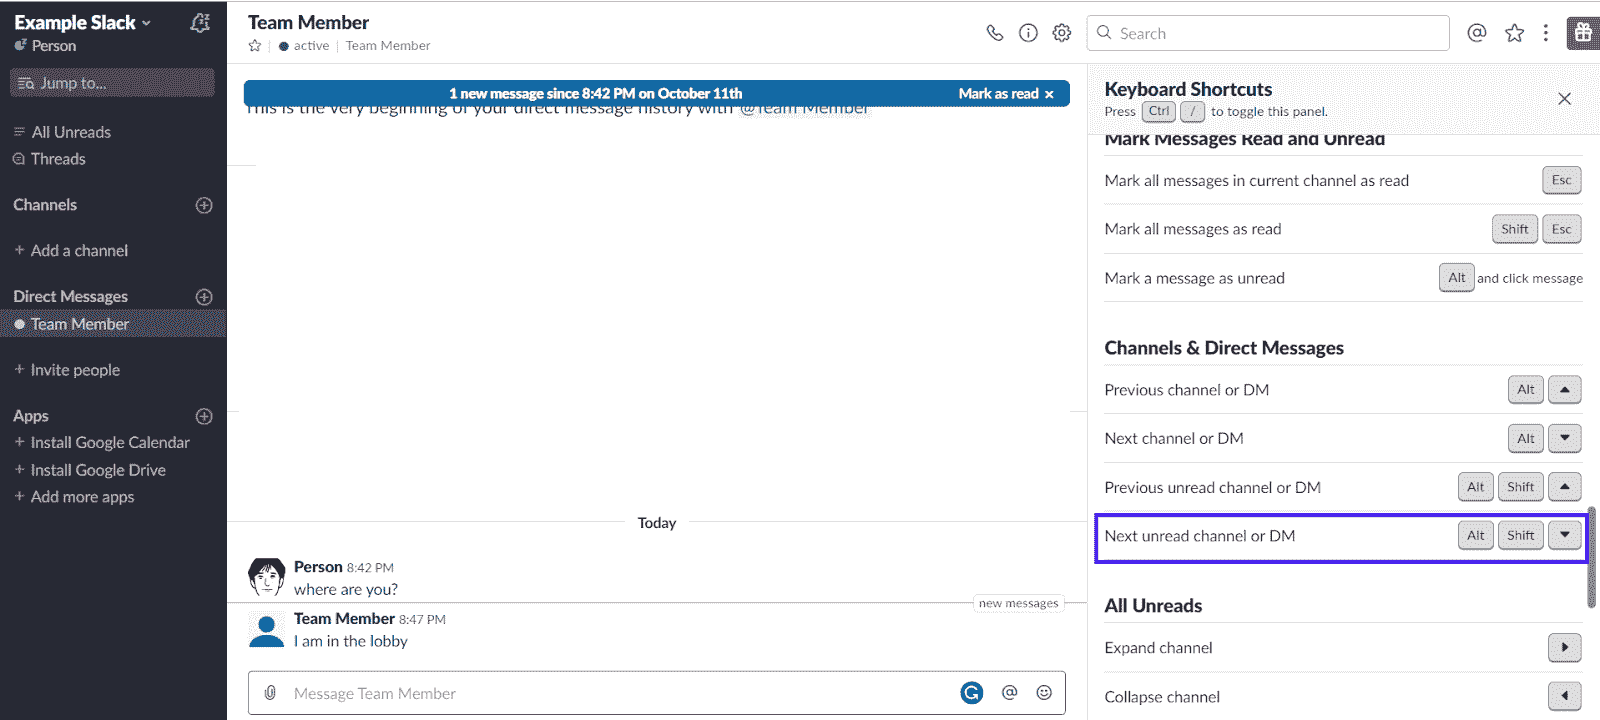 Example Slack
Person
Jump to...
All Unreads
Threads
Channels
+ Add a channel
Direct Messages
Team Member
+ Invite people
Apps
+ Install Google Calendar
+ Install Google Drive
+ Add more apps
Team Member
active | Team Member
Search
1 new message since 8:42 PM on October 11th Mark as read ×
This is the very beginning of your direct message history with @Team Member
Today
Person 8:42 PM
where are you?
new messages
Team Member 8:47 PM
I am in the lobby
Message Team Member
Keyboard Shortcuts
Press Ctrl / to toggle this panel.
Mark Messages Read and Unread
Mark all messages in current channel as read Esc
Mark all messages as read Shift Esc
Mark a message as unread Alt and click message
Channels & Direct Messages
Previous channel or DM Alt ▲
Next channel or DM Alt ▼
Previous unread channel or DM Alt Shift ▲
Next unread channel or DM Alt Shift ▼
All Unreads
Expand channel ▶
Collapse channel ◀